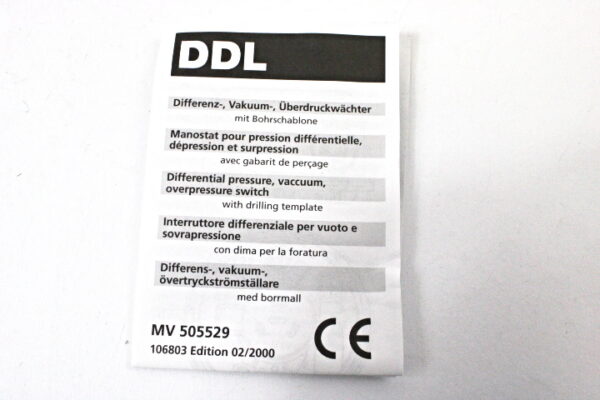 DDL
Differenz-, Vakuum-, Überdruckwächter
mit Bohrschablone
Manostat pour pression différentielle,
dépression et surpression
avec gabarit de perçage
Differential pressure, vaccuum,
overpressure switch
with drilling template
Interruttore differenziale per vuoto e
sovrapressione
con dima per la foratura
Differens-, vakuum-,
övertryckströmställare
med borrmall
MV 505529
106803 Edition 02/2000
CE